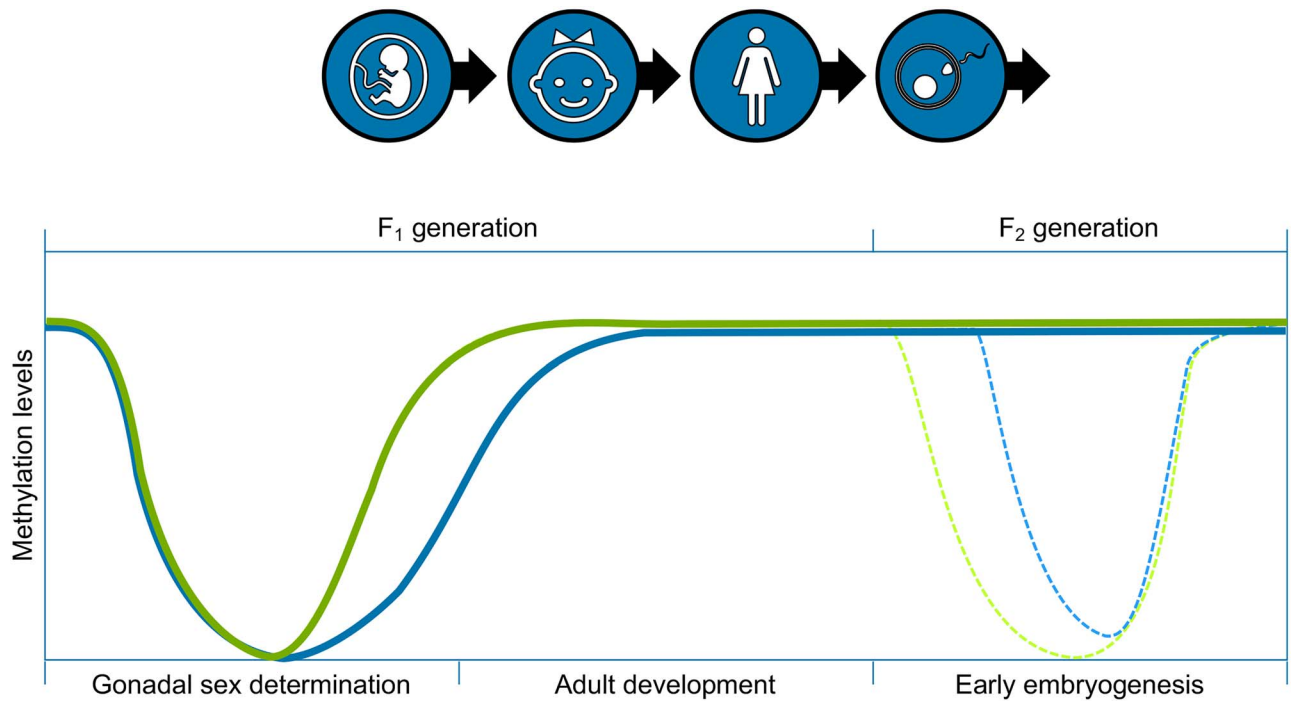 F₁ generation
F₂ generation
Methylation levels
Gonadal sex determination
Adult development
Early embryogenesis